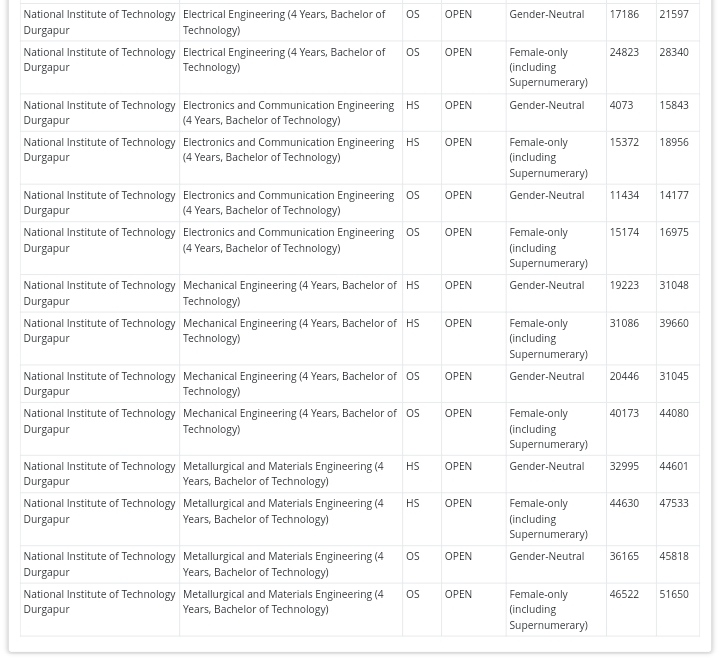 National Institute of Technology Electrical Engineering (4 Years, Bachelor of OS OPEN Gender-Neutral 17186 21597
Durgapur Technology)
National Institute of Technology Electrical Engineering (4 Years, Bachelor of OS OPEN Female-only 24823 28340
Durgapur Technology) (including
Supernumerary)
National Institute of Technology Electronics and Communication Engineering HS OPEN Gender-Neutral 4073 15843
Durgapur (4 Years, Bachelor of Technology)
National Institute of Technology Electronics and Communication Engineering HS OPEN Female-only 15372 18956
Durgapur (4 Years, Bachelor of Technology) (including
Supernumerary)
National Institute of Technology Electronics and Communication Engineering OS OPEN Gender-Neutral 11434 14177
Durgapur (4 Years, Bachelor of Technology)
National Institute of Technology Electronics and Communication Engineering OS OPEN Female-only 15174 16975
Durgapur (4 Years, Bachelor of Technology) (including
Supernumerary)
National Institute of Technology Mechanical Engineering (4 Years, Bachelor of HS OPEN Gender-Neutral 19223 31048
Durgapur Technology)
National Institute of Technology Mechanical Engineering (4 Years, Bachelor of HS OPEN Female-only 31086 39660
Durgapur Technology) (including
Supernumerary)
National Institute of Technology Mechanical Engineering (4 Years, Bachelor of OS OPEN Gender-Neutral 20446 31045
Durgapur Technology)
National Institute of Technology Mechanical Engineering (4 Years, Bachelor of OS OPEN Female-only 40173 44080
Durgapur Technology) (including
Supernumerary)
National Institute of Technology Metallurgical and Materials Engineering (4 HS OPEN Gender-Neutral 32995 44601
Durgapur Years, Bachelor of Technology)
National Institute of Technology Metallurgical and Materials Engineering (4 HS OPEN Female-only 44630 47533
Durgapur Years, Bachelor of Technology) (including
Supernumerary)
National Institute of Technology Metallurgical and Materials Engineering (4 OS OPEN Gender-Neutral 36165 45818
Durgapur Years, Bachelor of Technology)
National Institute of Technology Metallurgical and Materials Engineering (4 OS OPEN Female-only 46522 51650
Durgapur Years, Bachelor of Technology) (including
Supernumerary)